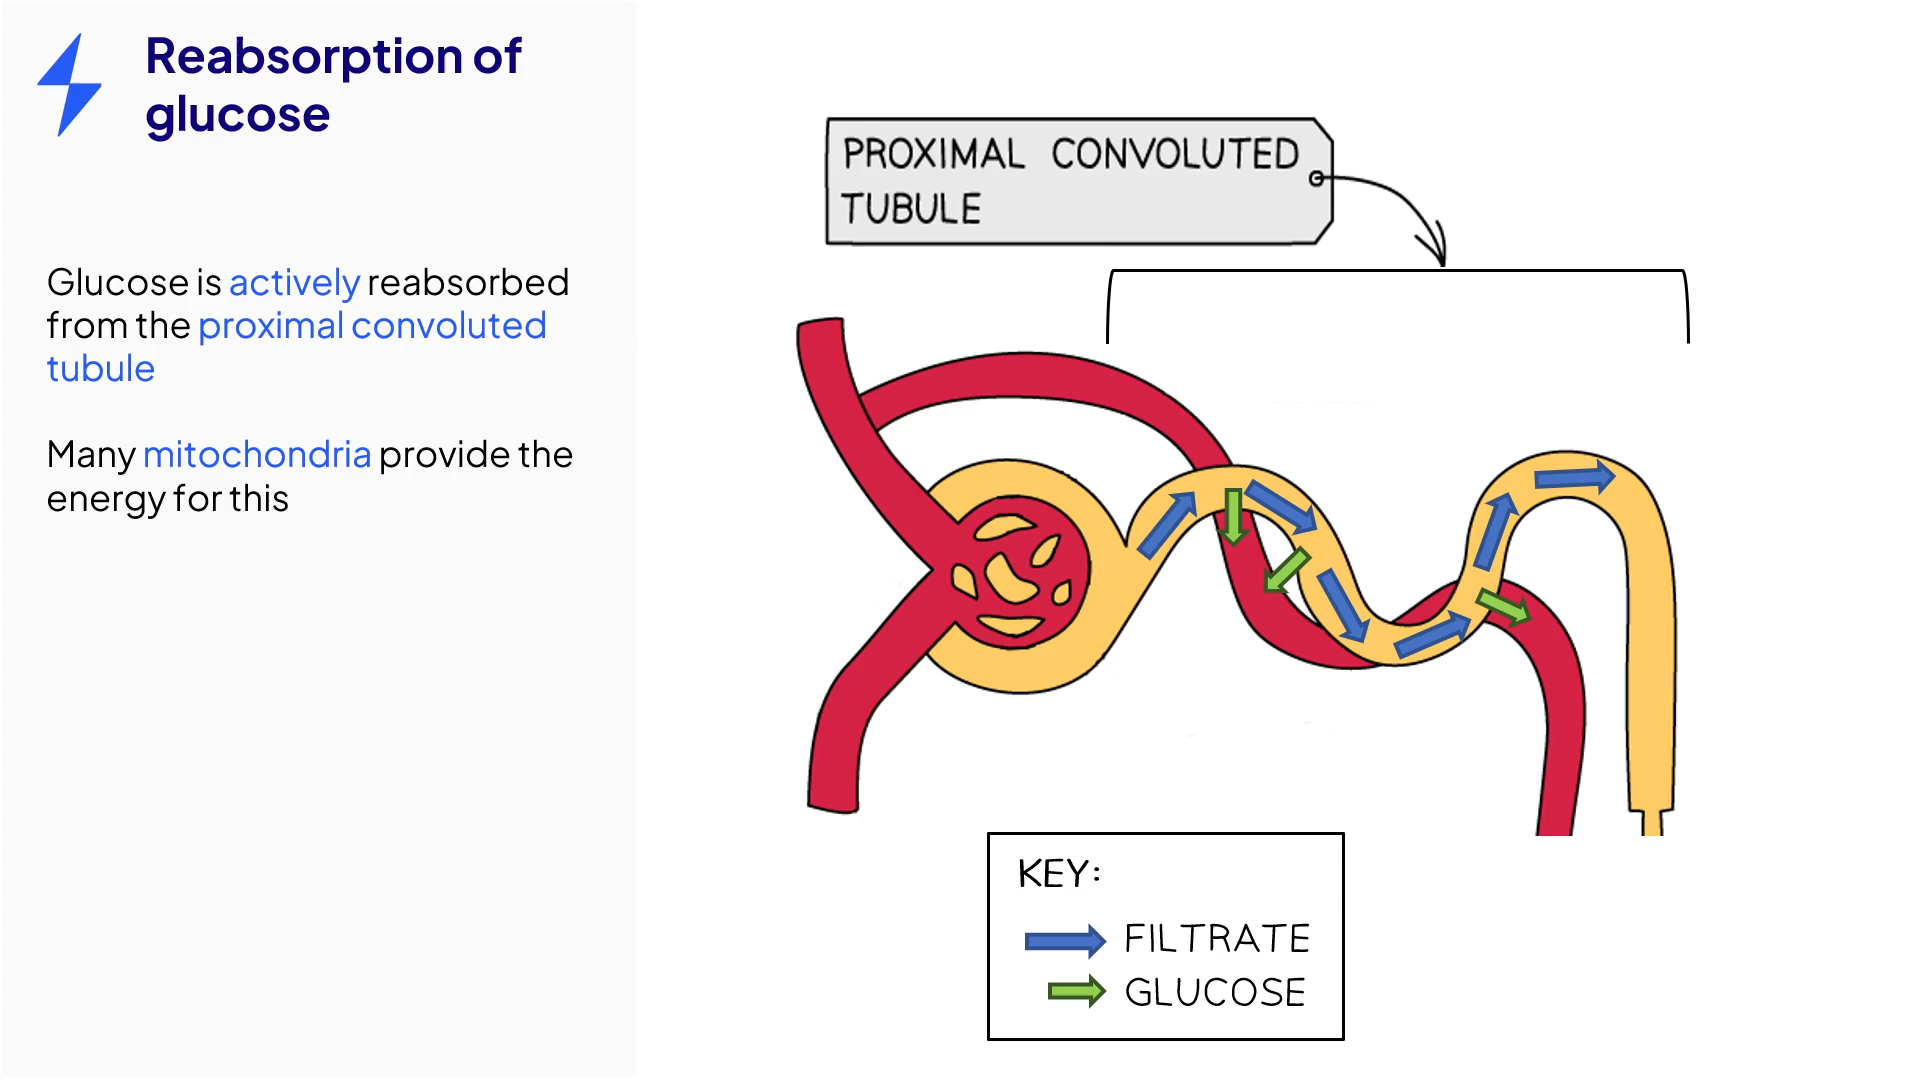 Reabsorption of
glucose
Glucose is actively reabsorbed
from the proximal convoluted
tubule
Many mitochondria provide the
energy for this
PROXIMAL CONVOLUTED
TUBULE
KEY:
FILTRATE
GLUCOSE